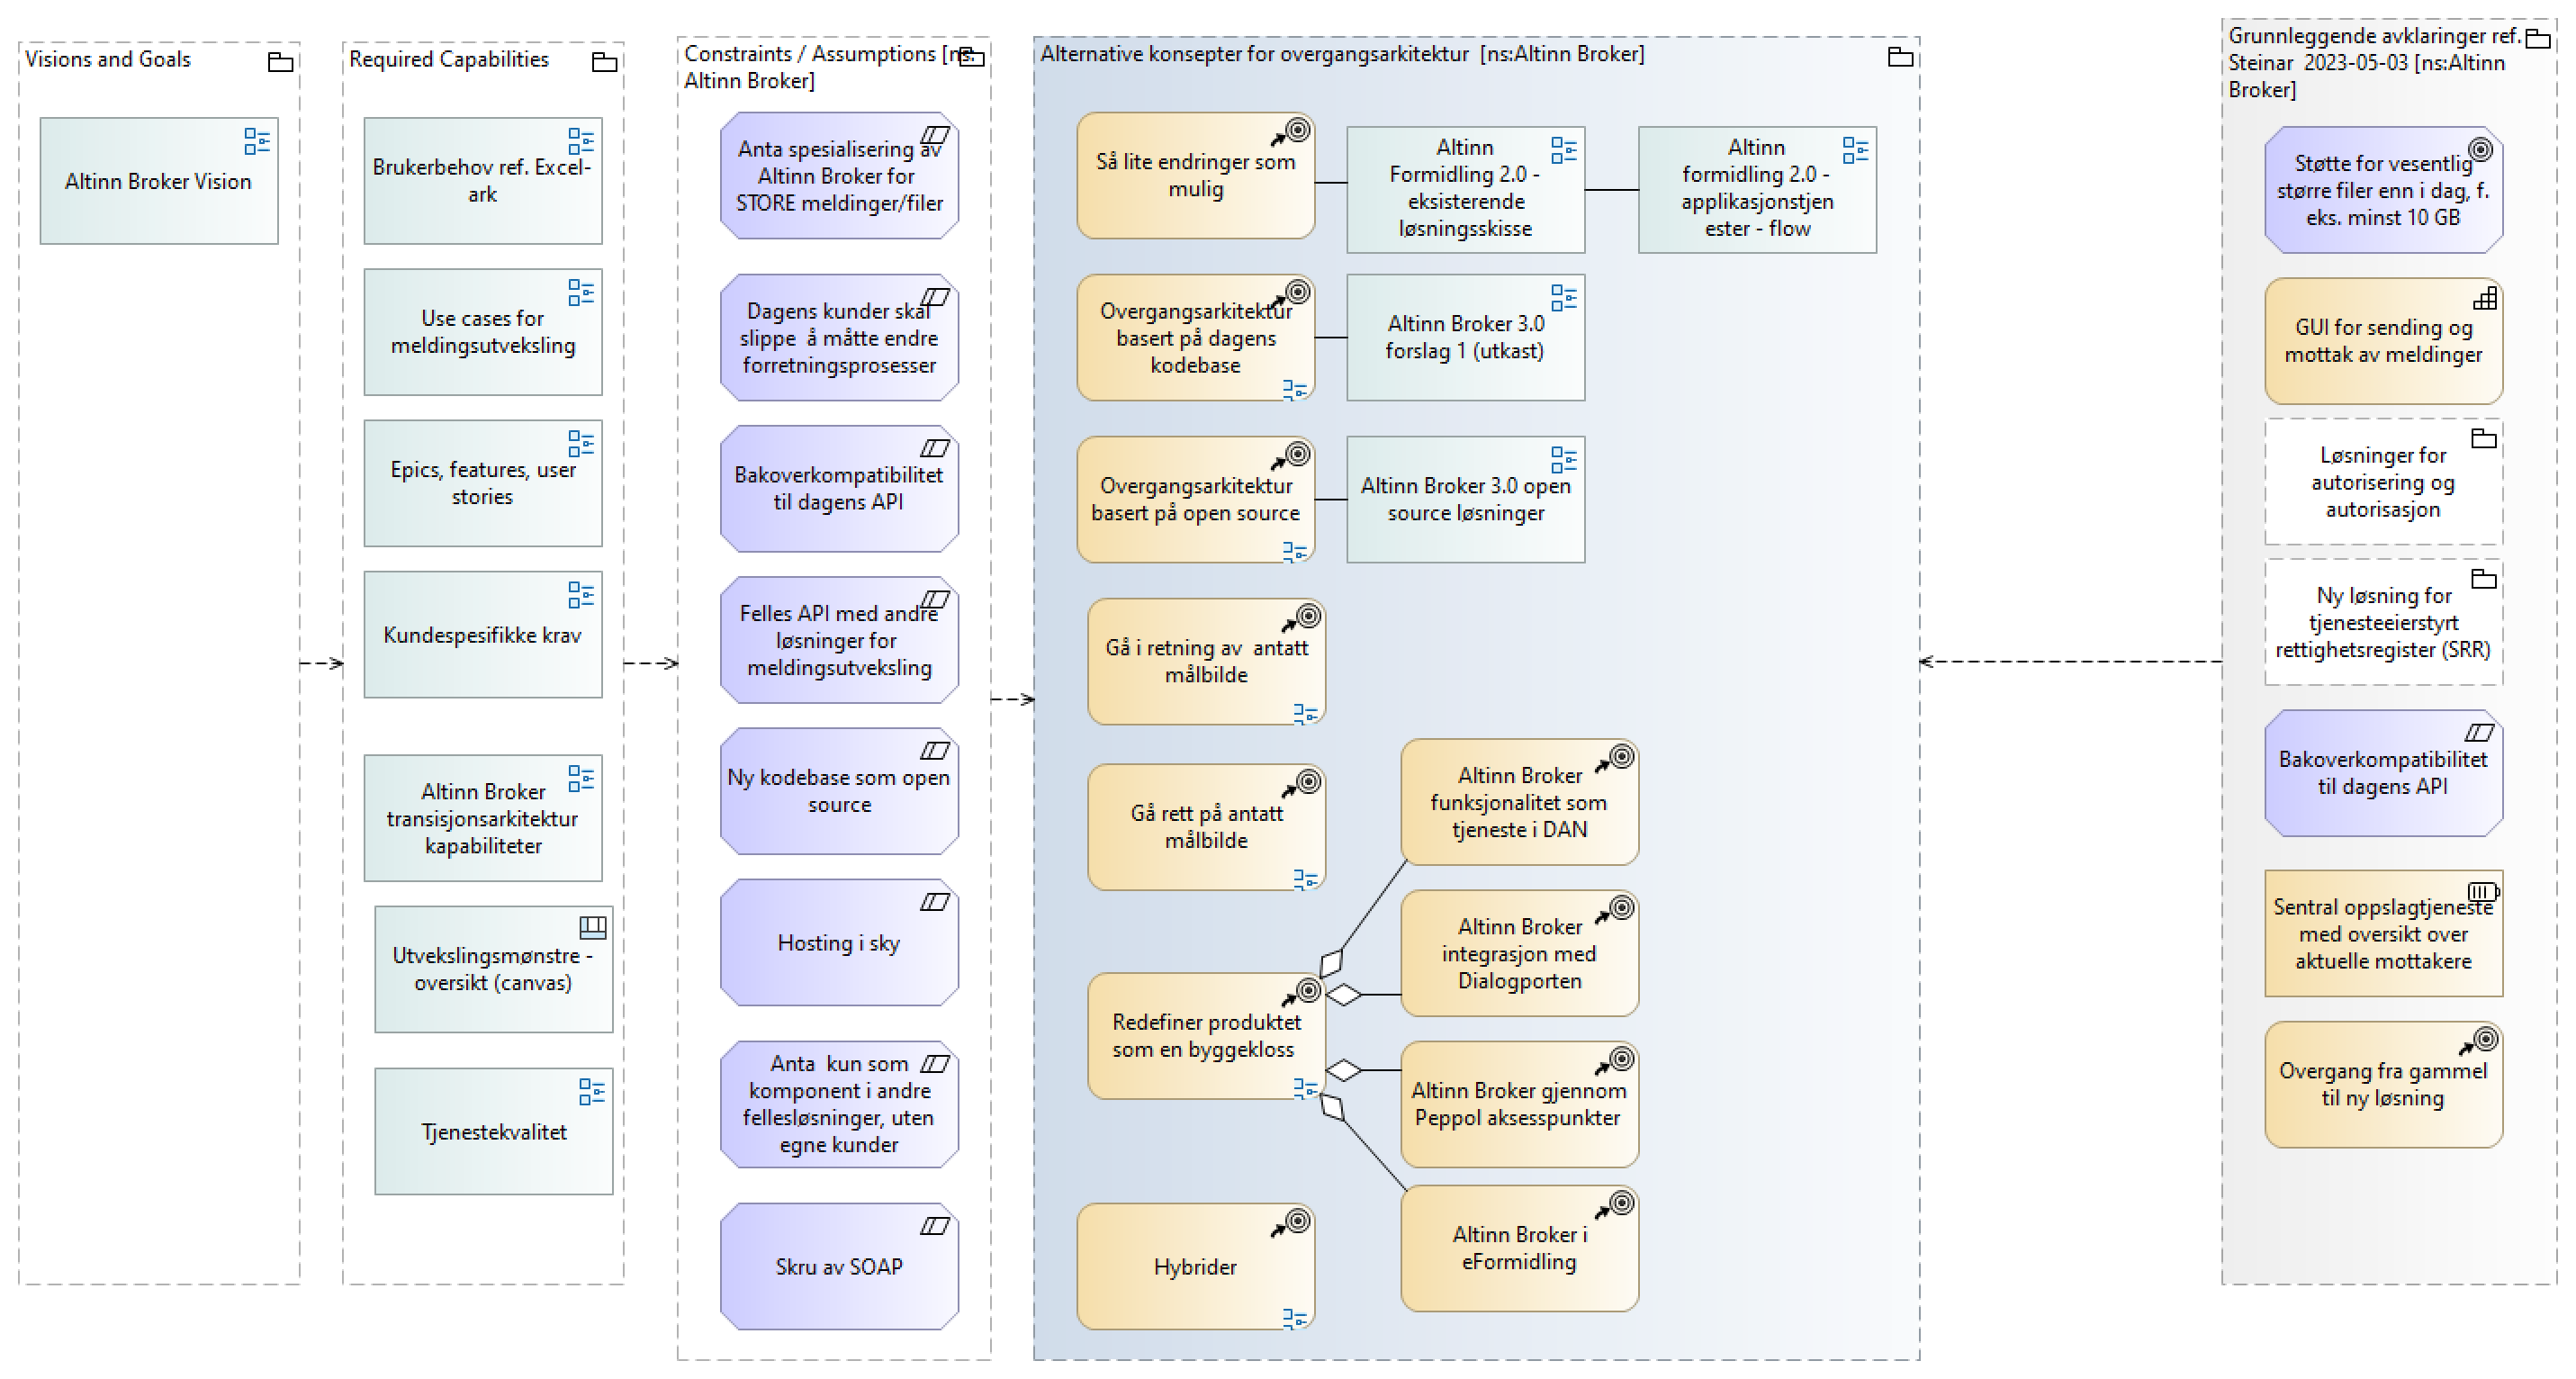 Visions and Goals
Altinn Broker Vision
Required Capabilities
Brukerbehov ref. Excel-
ark
Use cases for
meldingsutveksling
Epics, features, user
stories
Kundespesifikke krav
Altinn Broker
transisjonsarkitektur
kapabiliteter
Utvekslingsmønstre -
oversikt (canvas)
Tjenestekvalitet
Constraints / Assumptions [ns:
Altinn Broker]
Anta spesialisering av
Altinn Broker for
STORE meldinger/filer
Dagens kunder skal
slippe  å måtte endre
forretningsprosesser
Bakoverkompatibilitet
til dagens API
Felles API med andre
løsninger for
meldingsutveksling
Ny kodebase som open
source
Hosting i sky
Anta  kun som
komponent i andre
fellesløsninger, uten
egne kunder
Skru av SOAP
Alternative konsepter for overgangsarkitektur  [ns:Altinn Broker]
Så lite endringer som
mulig
Altinn
Formidling 2.0 -
eksisterende
løsningsskisse
Altinn
formidling 2.0 -
applikasjonstjen
ester - flow
Overgangsarkitektur
basert på dagens
kodebase
Altinn Broker 3.0
forslag 1 (utkast)
Overgangsarkitektur
basert på open source
Altinn Broker 3.0 open
source løsninger
Gå i retning av  antatt
målbilde
Gå rett på antatt
målbilde
Altinn Broker
funksjonalitet som
tjeneste i DAN
Altinn Broker
integrasjon med
Dialogporten
Redefiner produktet
som en byggekloss
Altinn Broker gjennom
Peppol aksesspunkter
Altinn Broker i
eFormidling
Hybrider
Grunnleggende avklaringer ref.
Steinar  2023-05-03 [ns:Altinn
Broker]
Støtte for vesentlig
større filer enn i dag, f.
eks. minst 10 GB
GUI for sending og
mottak av meldinger
Løsninger for
autorisering og
autorisasjon
Ny løsning for
tjenesteeierstyrt
rettighetsregister (SRR)
Bakoverkompatibilitet
til dagens API
Sentral oppslagtjeneste
med oversikt over
aktuelle mottakere
Overgang fra gammel
til ny løsning